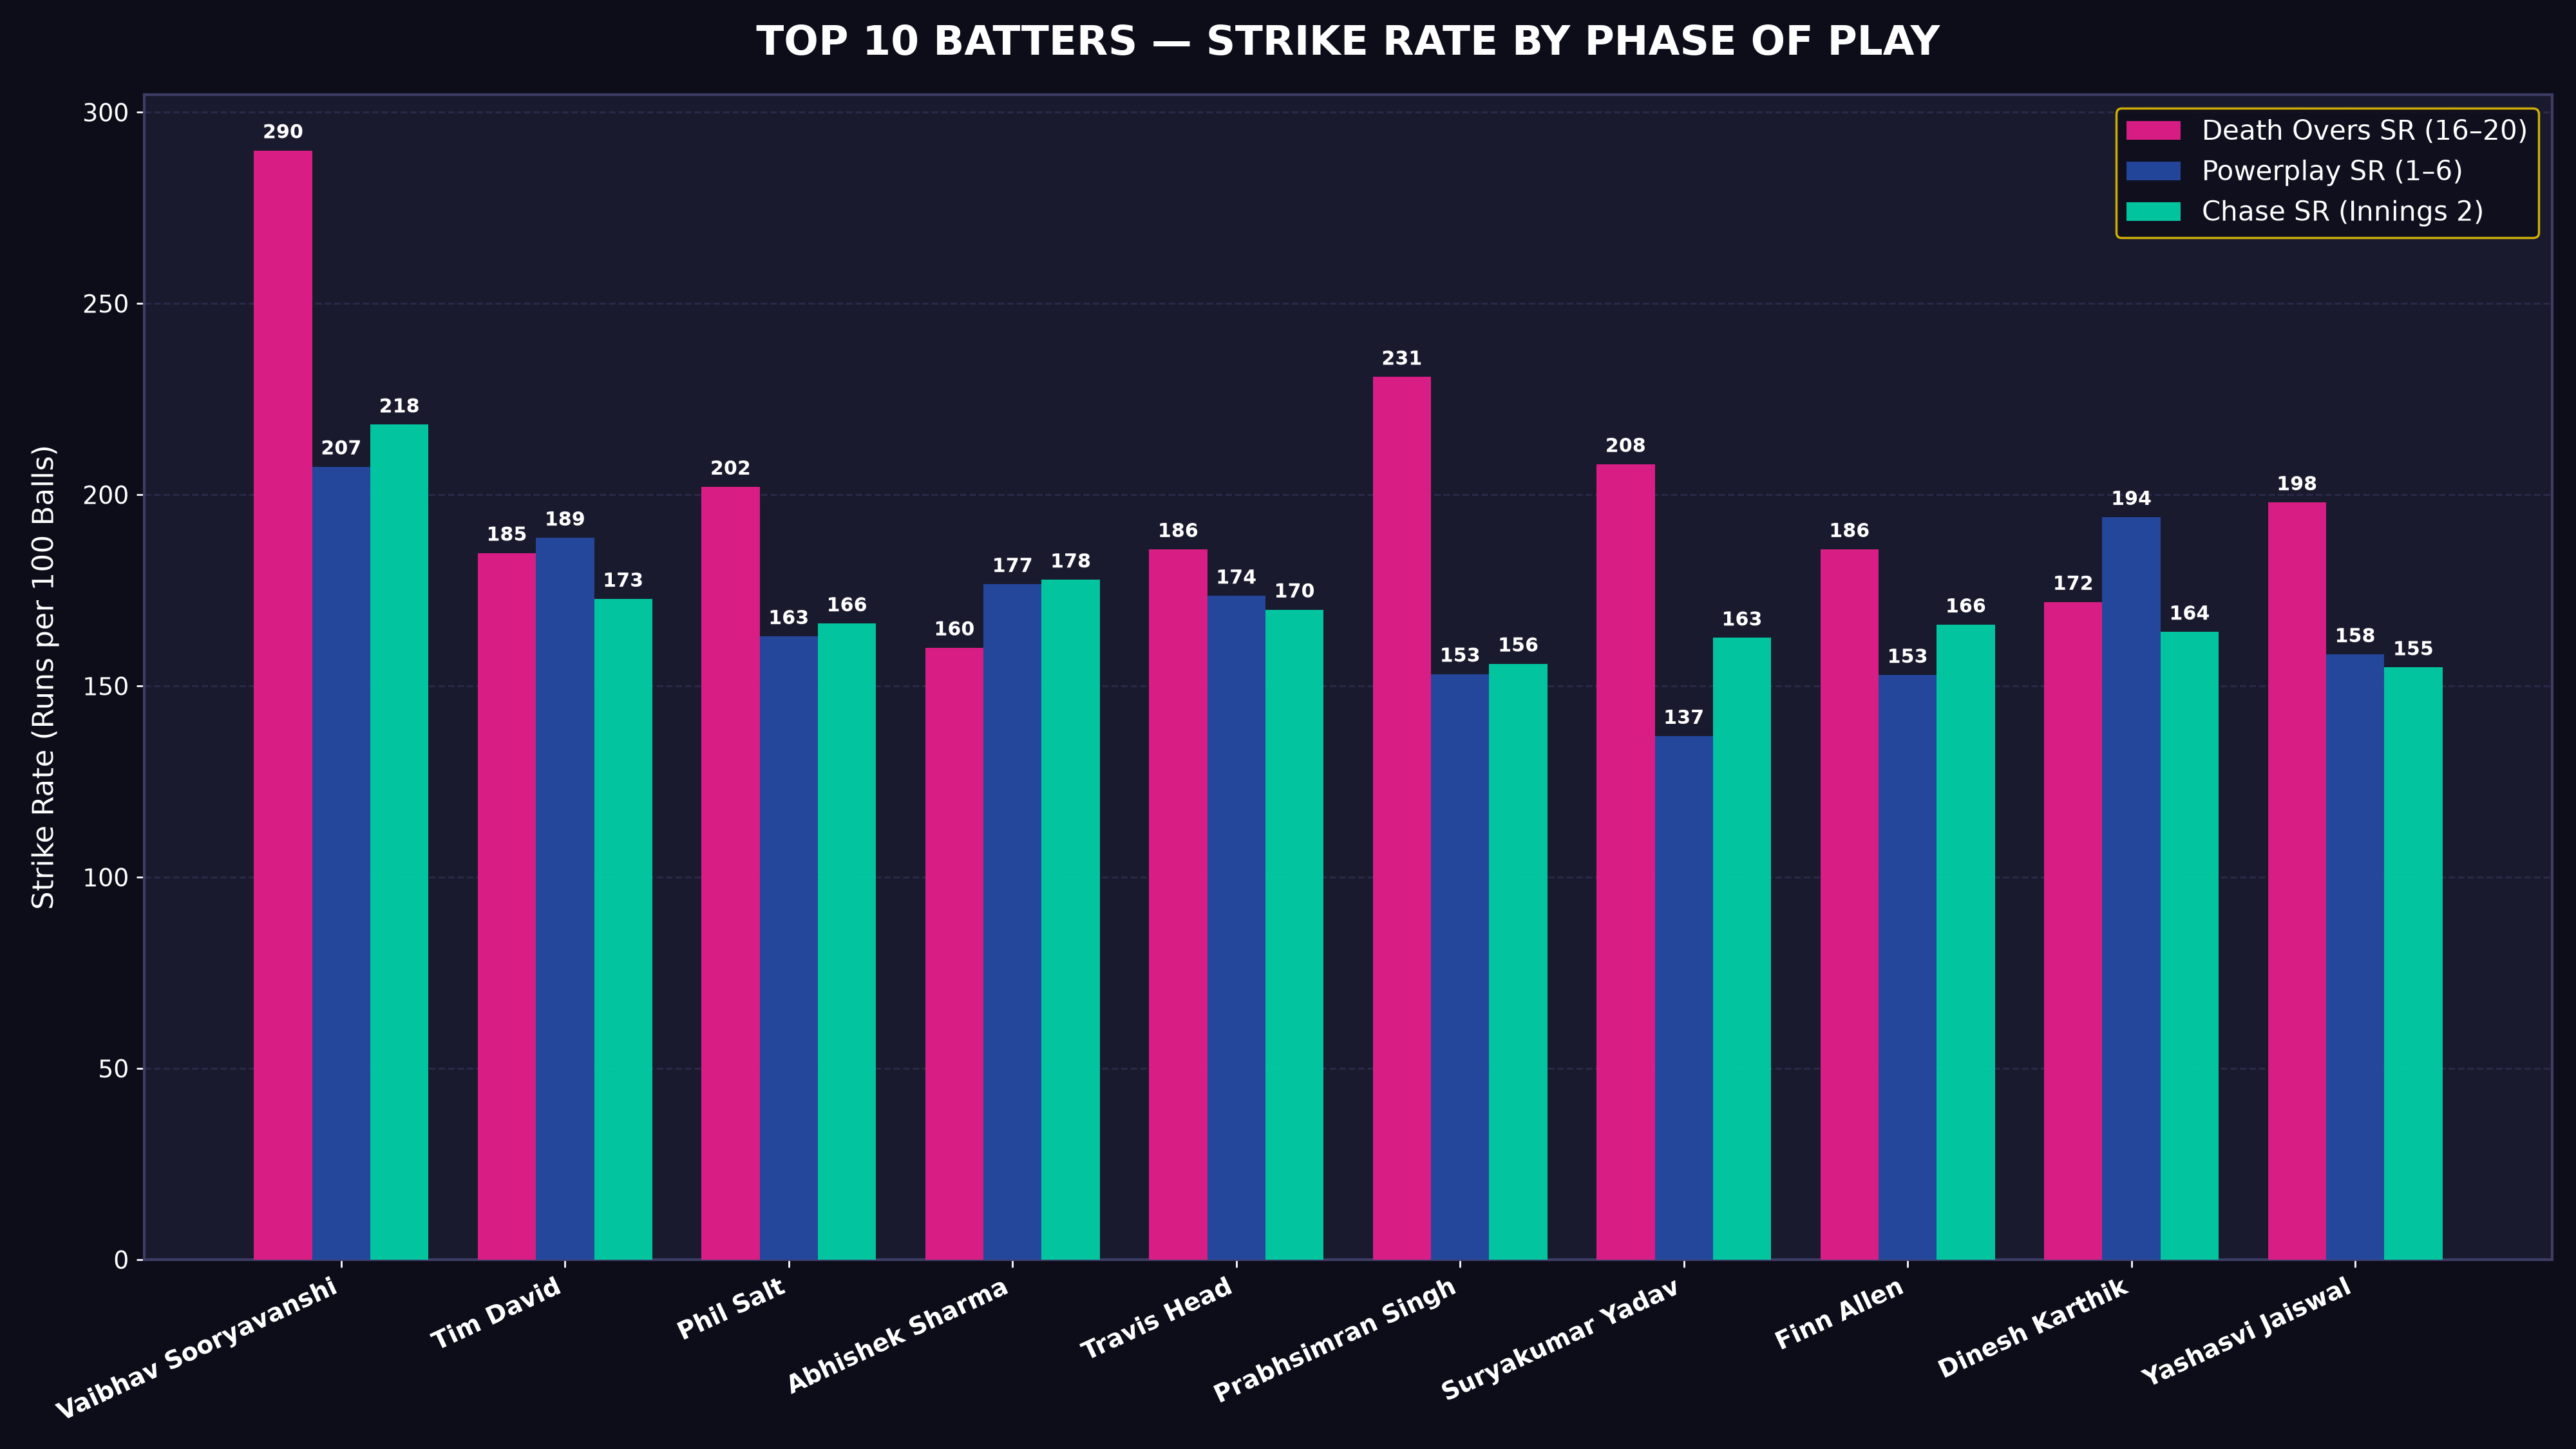 TOP 10 BATTERS — STRIKE RATE BY PHASE OF PLAY
Strike Rate (Runs per 100 Balls)
300
250
200
150
100
50
0
Death Overs SR (16–20)
Powerplay SR (1–6)
Chase SR (Innings 2)
290
207
218
185
189
173
202
163
166
160
177
178
186
174
170
231
153
156
208
137
163
186
153
166
172
194
164
198
158
155
Vaibhav Sooryavanshi
Tim David
Phil Salt
Abhishek Sharma
Travis Head
Prabhsimran Singh
Suryakumar Yadav
Finn Allen
Dinesh Karthik
Yashasvi Jaiswal